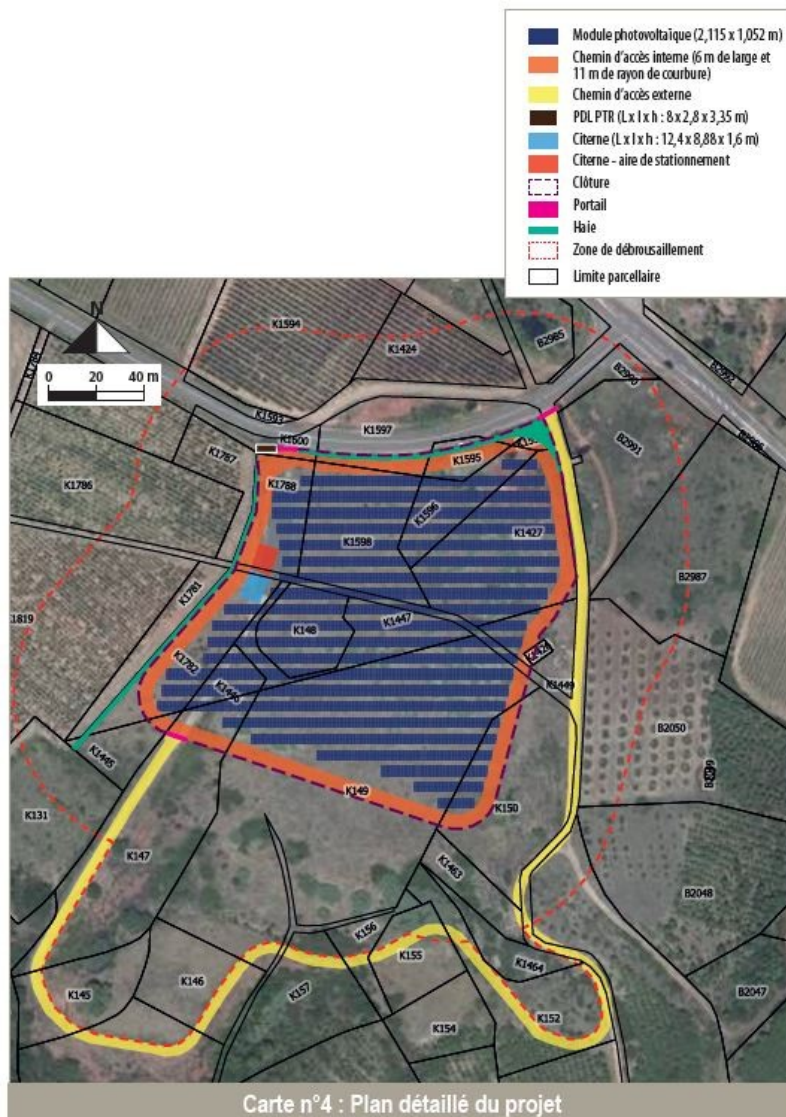 Module photovoltaïque (2,115 x 1,052 m)
Chemin d'accès interne (6 m de large et
11 m de rayon de courbure)
Chemin d'accès externe
PDL PTR (L x l x h : 8 x 2,8 x 3,35 m)
Citerne (L x l x h : 12,4 x 8,88 x 1,6 m)
Citerne - aire de stationnement
Clôture
Portail
Haie
Zone de débrousaillement
Limite parcellaire
N
0 20 40 m
K1594
K1424
B2985
B2990
K1597
K1600
K1787
B2991
K1595
K1786
K1788
K1596
K1598
K1427
K1781
B2987
K1819
K148
K1447
K1782
K1449
B2050
K1445
K149
K150
K131
K147
K1463
B2048
K156
K155
K1464
K145
K146
K157
K152
K154
B2047
Carte n°4 : Plan détaillé du projet